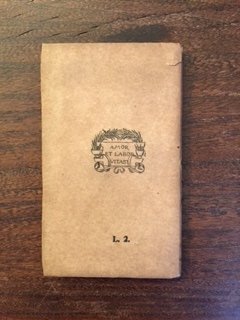 AMOR
ET LABOR
VITAST
L. 2.